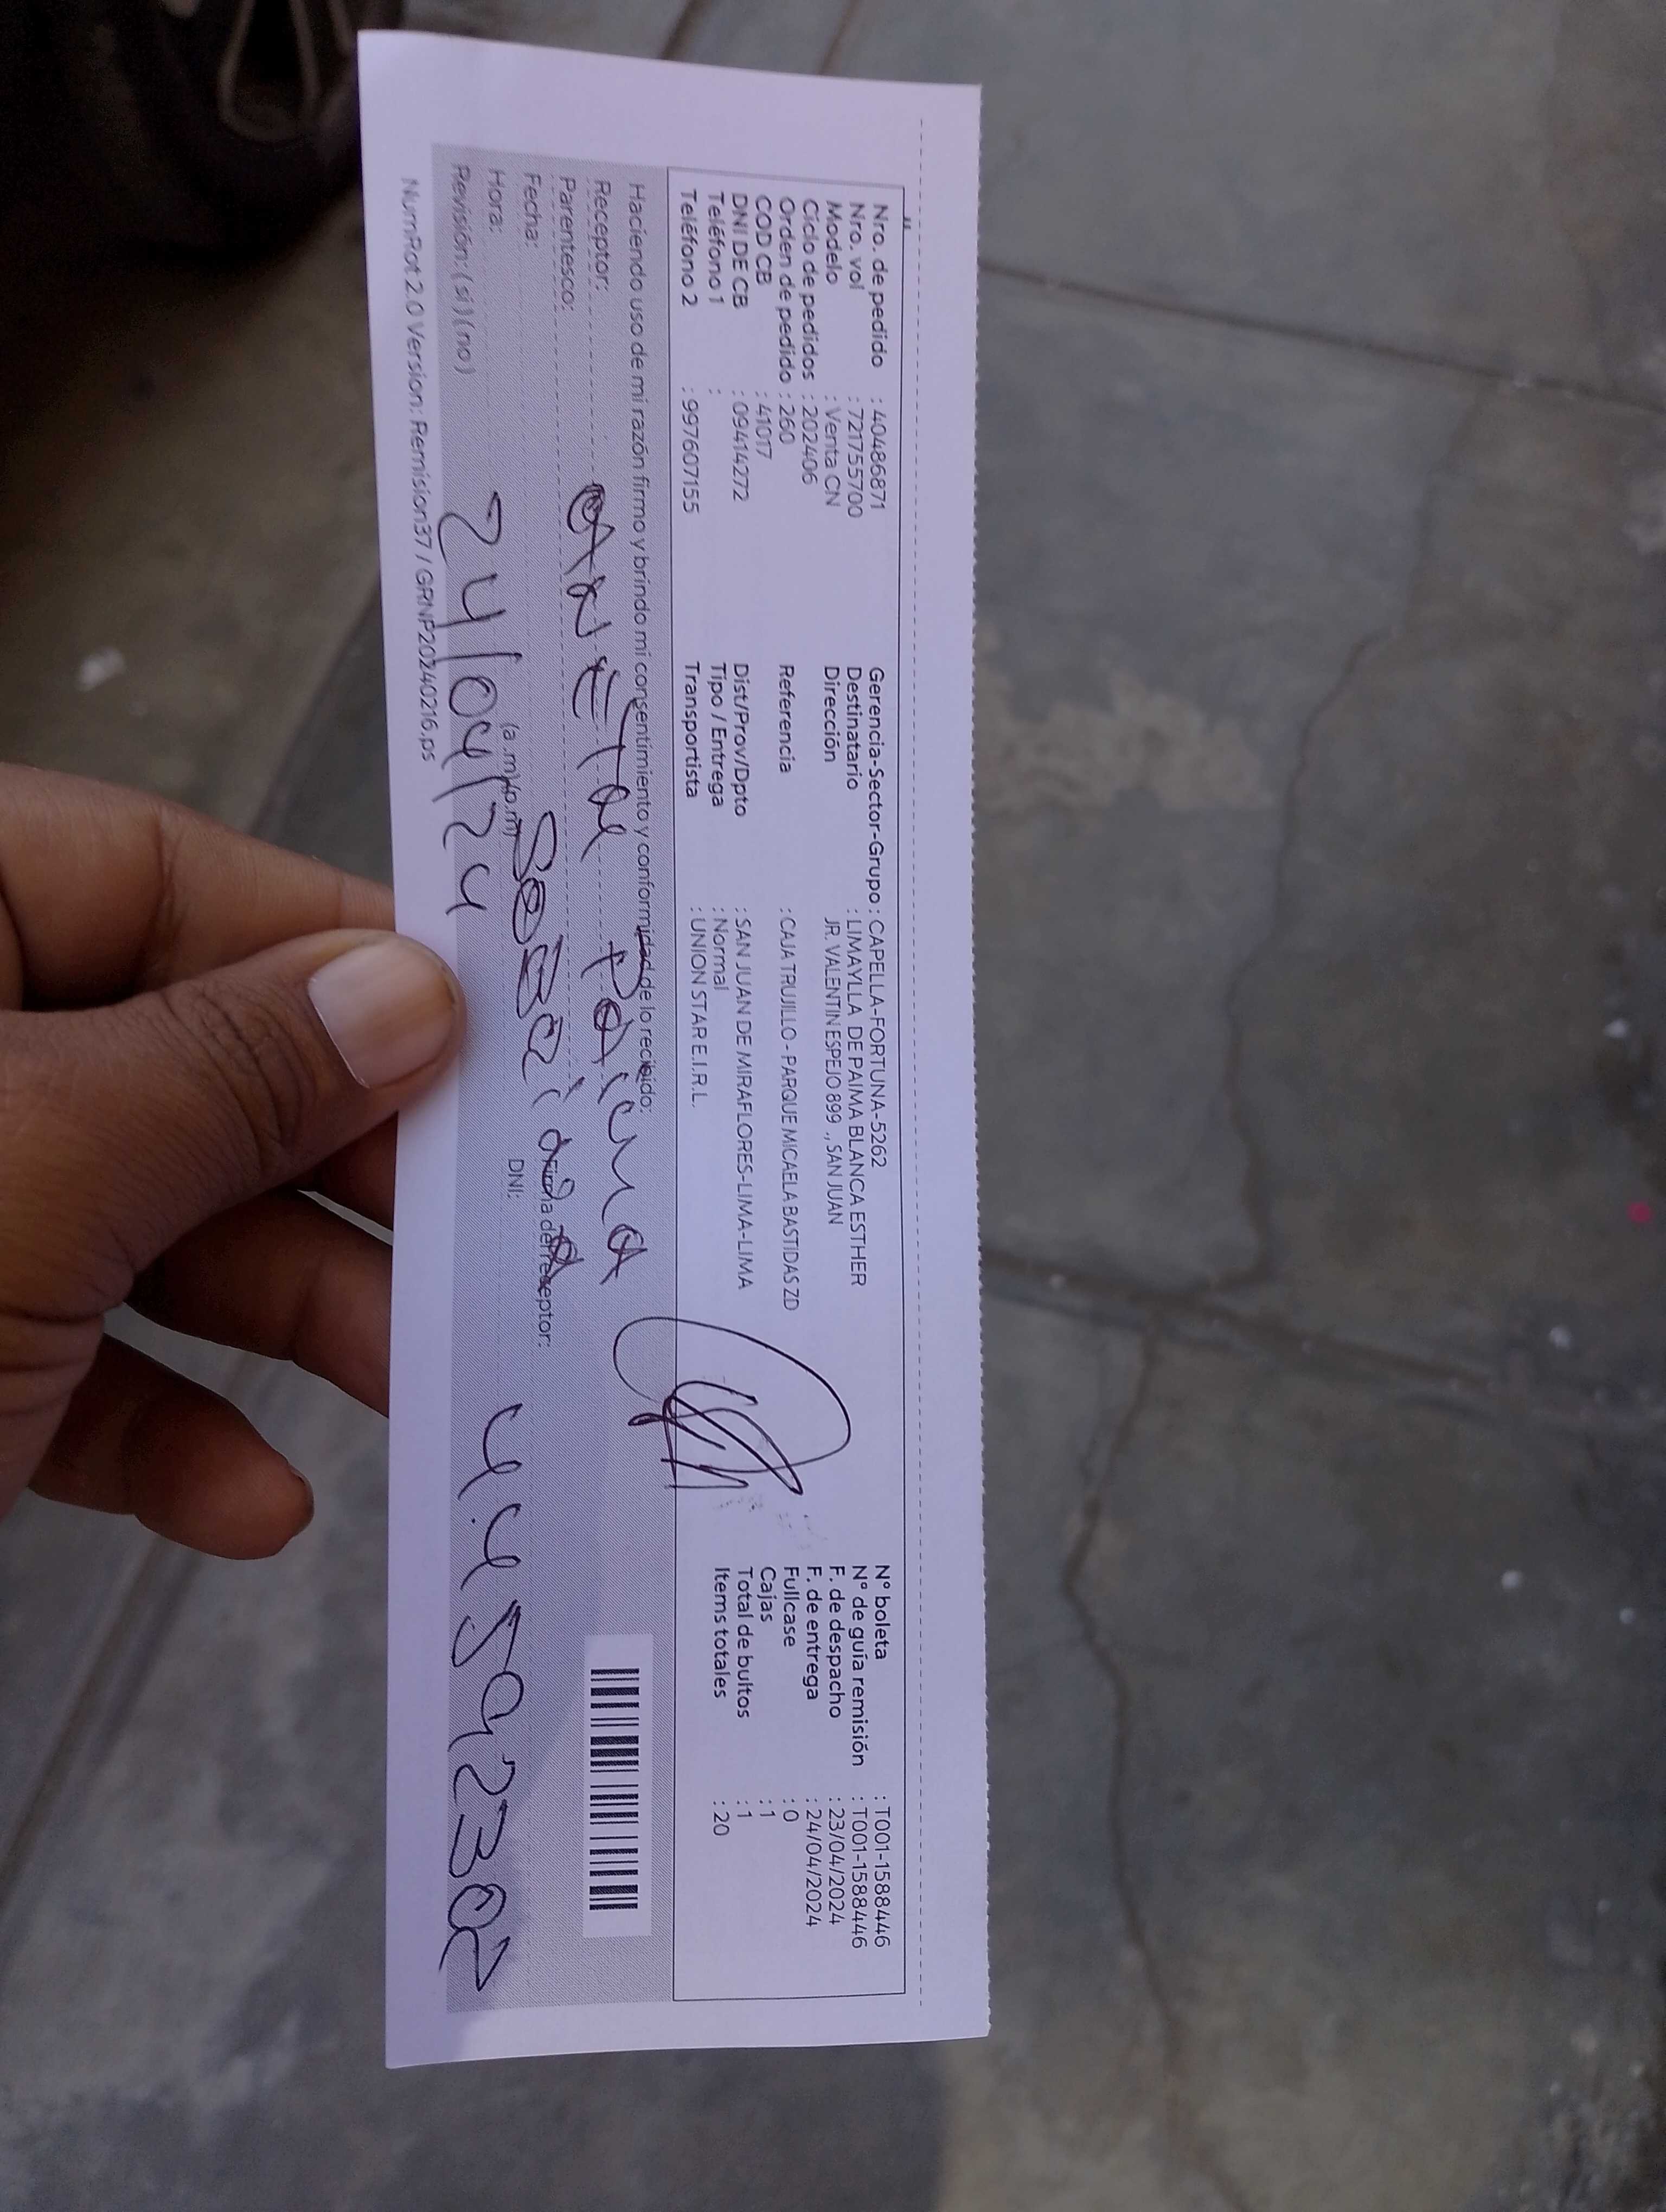 Nro. de pedido : 40486871
Nro. vol : 721755700
Modelo : Venta CN
Ciclo de pedidos : 202406
Orden de pedido : 260
COD CB : 41017
DNI DE CB : 09414272
Teléfono 1 :
Teléfono 2 : 997607155
Gerencia-Sector-Grupo : CAPELLA-FORTUNA-5262
Destinatario : LIMAYLLA DE PAIMA BLANCA ESTHER
Dirección JR. VALENTIN ESPEJO 899 ., SAN JUAN
Referencia : CAJA TRUJILLO - PARQUE MICAELA BASTIDAS ZD
Dist/Prov/Dpto : SAN JUAN DE MIRAFLORES-LIMA-LIMA
Tipo / Entrega : Normal
Transportista : UNION STAR E.I.R.L.
N° boleta : T001-1588446
N° de guía remisión : T001-1588446
F. de despacho : 23/04/2024
F. de entrega : 24/04/2024
Fullcase : 0
Cajas : 1
Total de bultos : 1
Items totales : 20
Haciendo uso de mi razón firmo y brindo mi consentimiento y conformidad de lo recibido:
Receptor:
Parentesco:
Fecha: Firma del receptor:
Hora: (a.m)(p.m) DNI: 44592302
Revisión: (si)(no) 24/04/24
NumRot 2.0 Version: Remision37 / GRNP20240216.ps